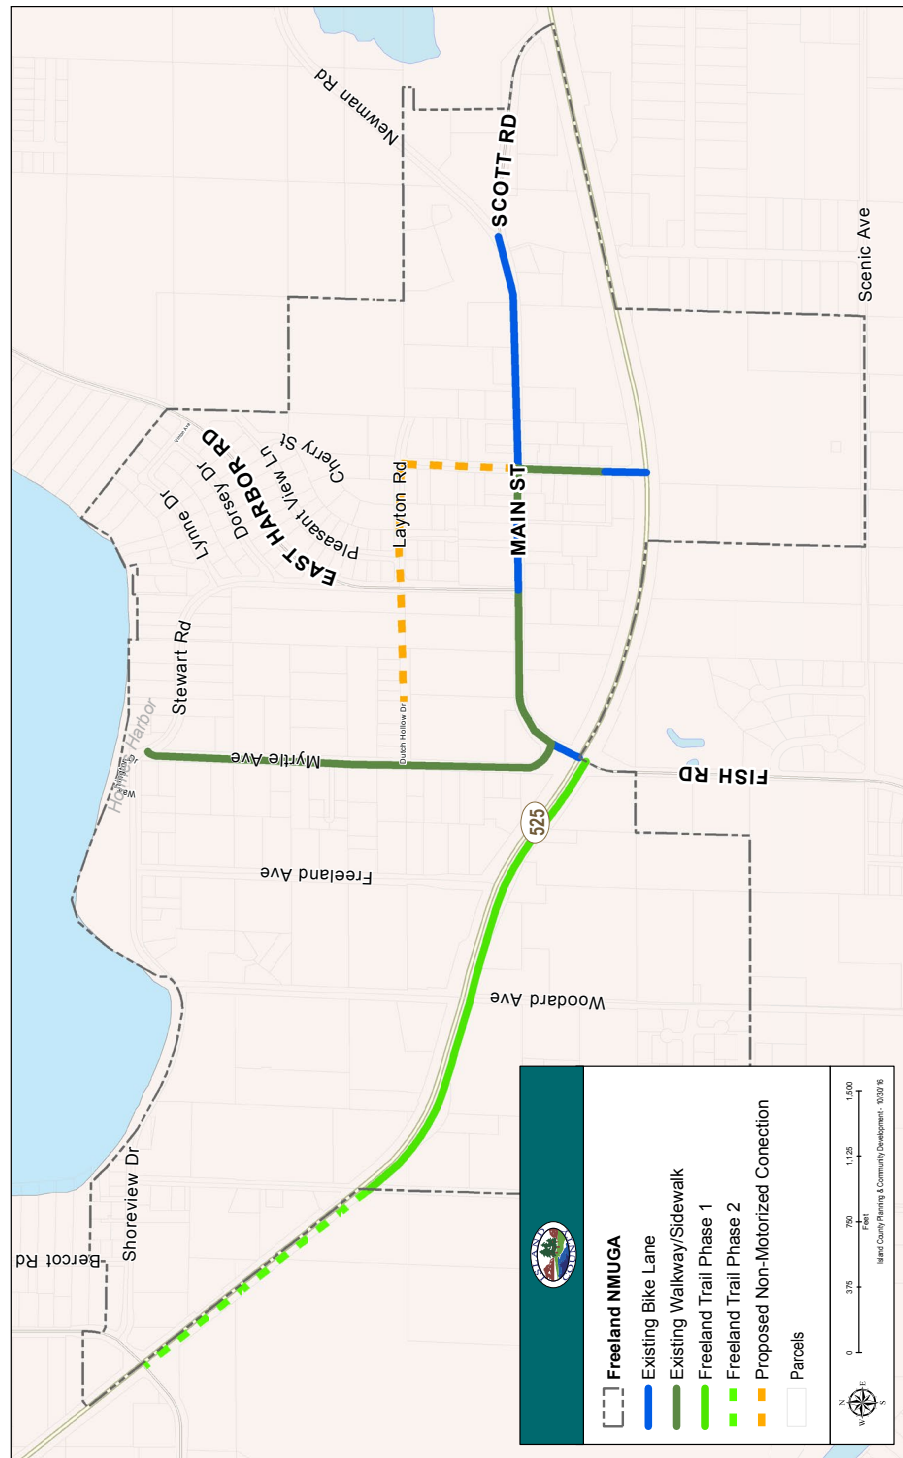 Newman Rd
SCOTT RD
Scenic Ave
Vinton Ave
EAST HARBOR RD
Cherry St
Pleasant View Ln
Dorsey Dr
Lynne Dr
Layton Rd
MAIN ST
Stewart Rd
Holmes Harbor
Dutch Hollow Dr
Myrtle Ave
FISH RD
525
Freeland Ave
Woodard Ave
Shoreview Dr
Bercot Rd
ISLAND
COUNTY
Freeland NMUGA
Existing Bike Lane
Existing Walkway/Sidewalk
Freeland Trail Phase 1
Freeland Trail Phase 2
Proposed Non-Motorized Conection
Parcels
N
W E
S
0 375 750 1,125 1,500
Feet
Island County Planning & Community Development - 10/30/16